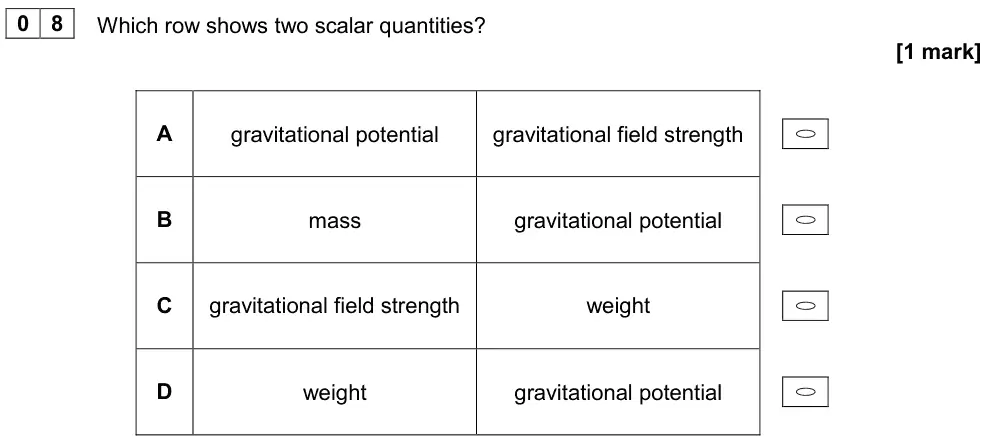 0 8 Which row shows two scalar quantities?
[1 mark]
A gravitational potential gravitational field strength
B mass gravitational potential
C gravitational field strength weight
D weight gravitational potential